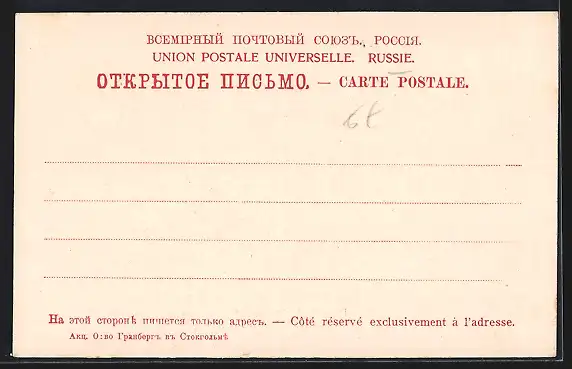 ВСЕМІРНЫЙ ПОЧТОВЫЙ СОЮЗЪ., РОССІЯ.
UNION POSTALE UNIVERSELLE. RUSSIE.
ОТКРЫТОЕ ПИСЬМО. — CARTE POSTALE.
На этой сторонѣ пишется только адресъ. — Côté réservé exclusivement à l'adresse.
Акц. О:во Гранбергъ въ Стокгольмѣ